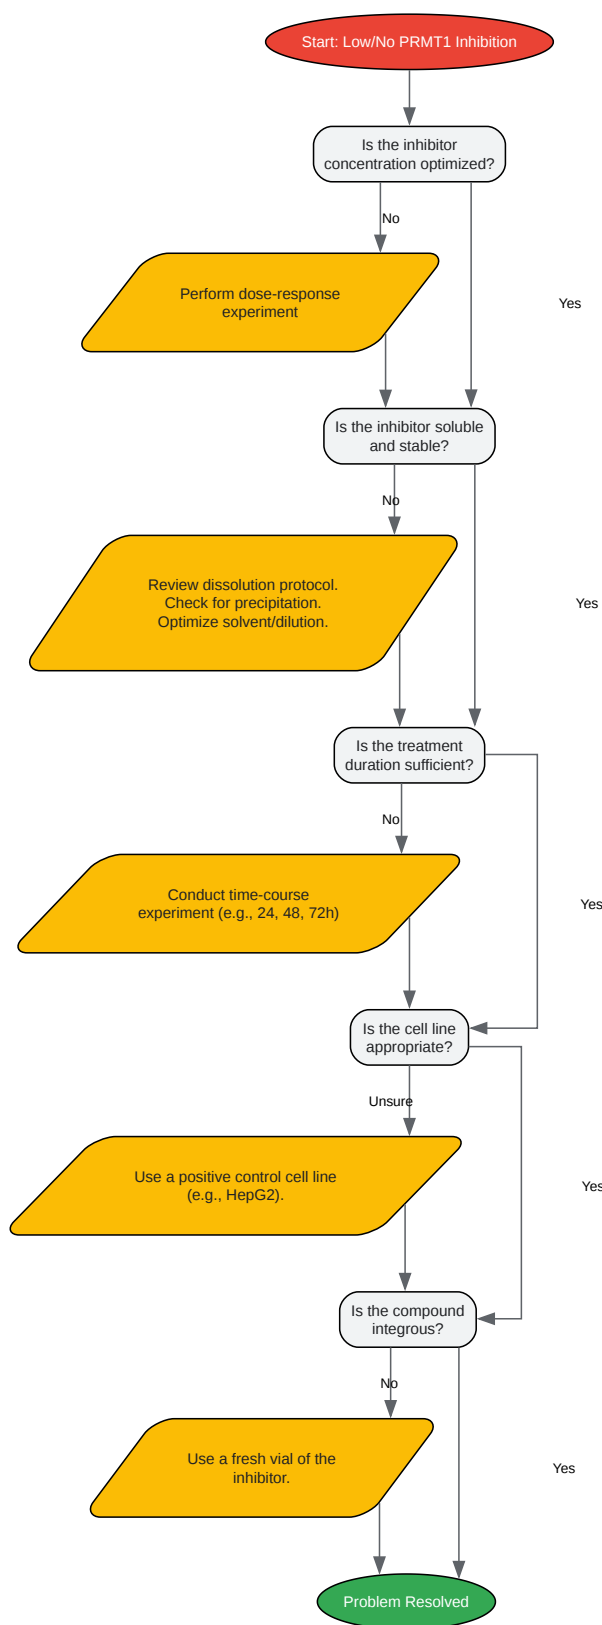 Start: Low/No PRMT1 Inhibition
Is the inhibitor
concentration optimized?
No
Perform dose-response
experiment
Yes
Is the inhibitor soluble
and stable?
No
Review dissolution protocol.
Check for precipitation.
Optimize solvent/dilution.
Yes
Is the treatment
duration sufficient?
No
Conduct time-course
experiment (e.g., 24, 48, 72h)
Yes
Is the cell line
appropriate?
Unsure
Use a positive control cell line
(e.g., HepG2).
Yes
Is the compound
integrous?
No
Use a fresh vial of the
inhibitor.
Yes
Problem Resolved